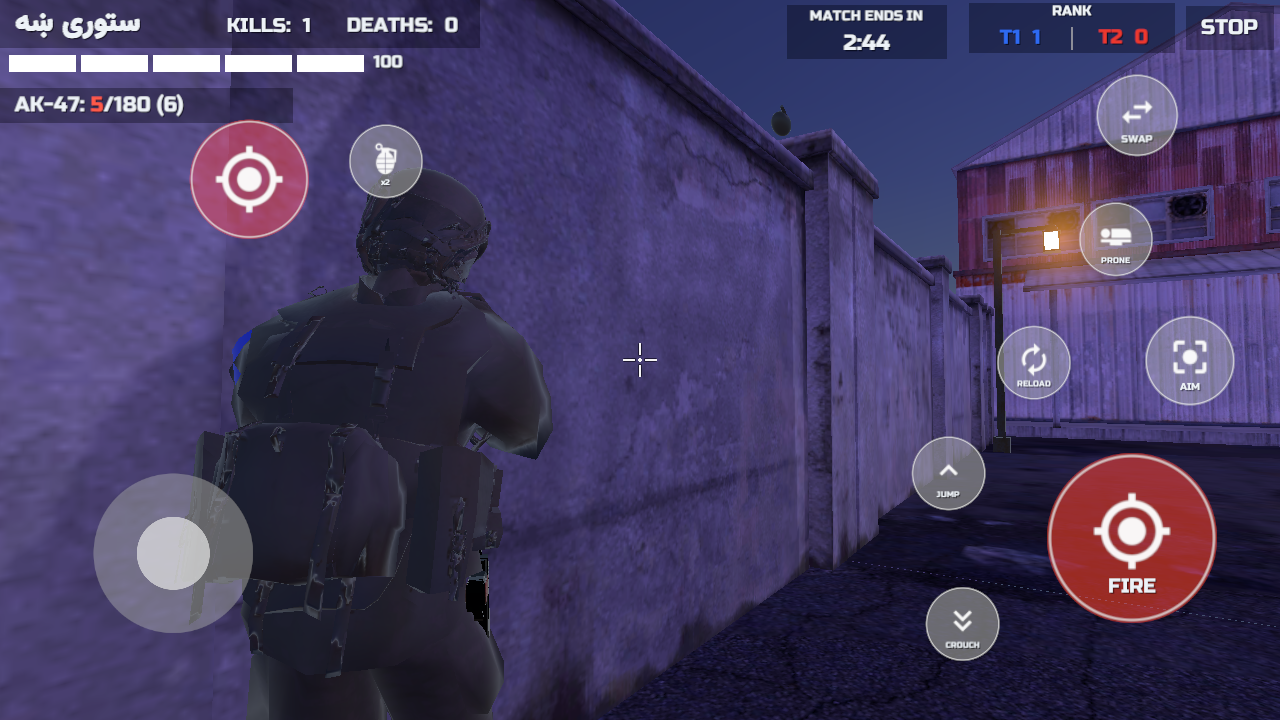 ستوری ښه KILLS: 1 DEATHS: 0
MATCH ENDS IN
2:44
RANK
T1 1 | T2 0
STOP
100
AK-47: 5/180 (6)
x2
SWAP
PRONE
RELOAD
AIM
JUMP
FIRE
CROUCH